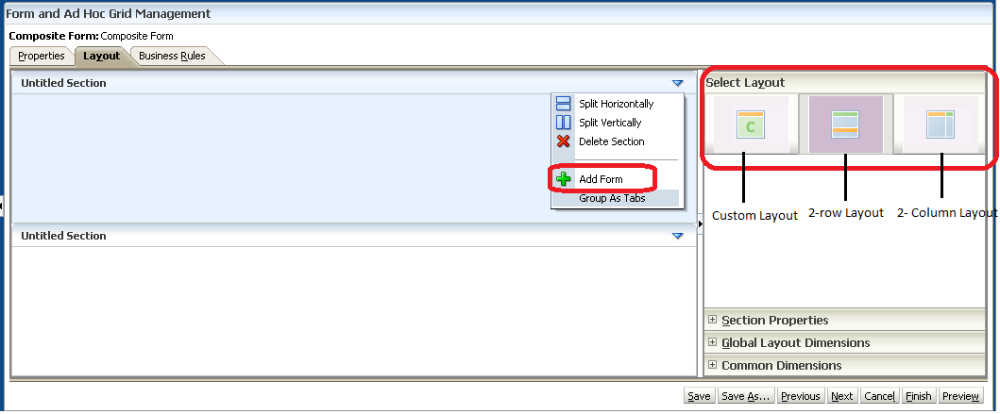 Form and Ad Hoc Grid Management
Composite Form: Composite Form
Properties
Layout
Business Rules
Untitled Section
Split Horizontally
Split Vertically
Delete Section
Add Form
Group As Tabs
Untitled Section
Select Layout
C
Custom Layout
2-row Layout
2- Column Layout
Section Properties
Global Layout Dimensions
Common Dimensions
Save
Save As...
Previous
Next
Cancel
Finish
Preview